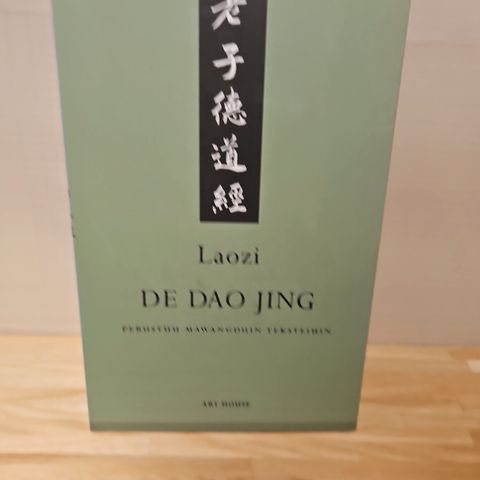 老子德道經
Laozi
DE DAO JING
PERUSTUU MAWANGDUIN TEKSTEIHIN
ART HOUSE